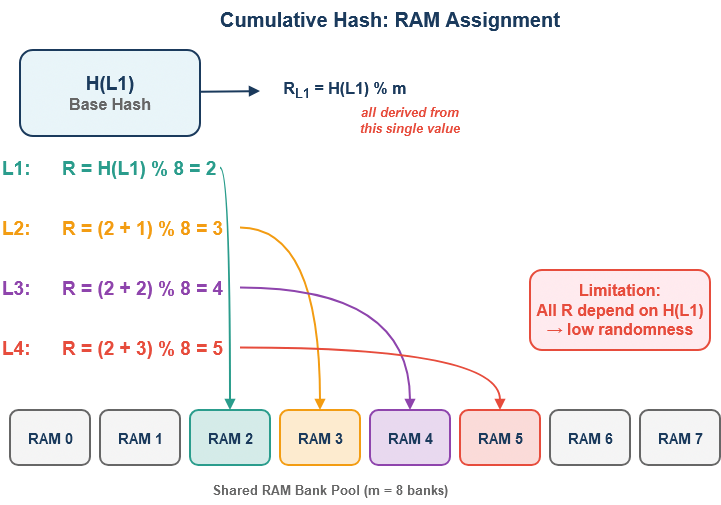 Cumulative Hash: RAM Assignment
H(L1)
Base Hash
R_L1 = H(L1) % m
all derived from
this single value
L1: R = H(L1) % 8 = 2
L2: R = (2 + 1) % 8 = 3
L3: R = (2 + 2) % 8 = 4
L4: R = (2 + 3) % 8 = 5
Limitation:
All R depend on H(L1)
→ low randomness
RAM 0 RAM 1 RAM 2 RAM 3 RAM 4 RAM 5 RAM 6 RAM 7
Shared RAM Bank Pool (m = 8 banks)